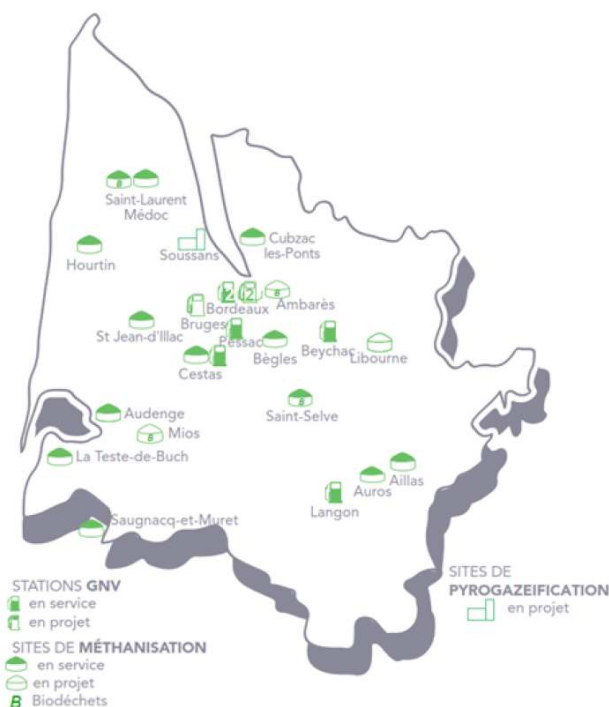 B
Saint-Laurent
Médoc
Hourtin
Soussans
Cubzac
les-Ponts
2
2
B
Bordeaux
Ambarès
Bruges
St Jean-d'Illac
Pessac
Bègles
Beychac
Libourne
Cestas
B
Saint-Selve
Audenge
B
Mios
La Teste-de-Buch
Aillas
Auros
Langon
Saugnacq-et-Muret
STATIONS GNV
en service
en projet
SITES DE MÉTHANISATION
en service
en projet
B Biodéchets
SITES DE
PYROGAZEIFICATION
en projet